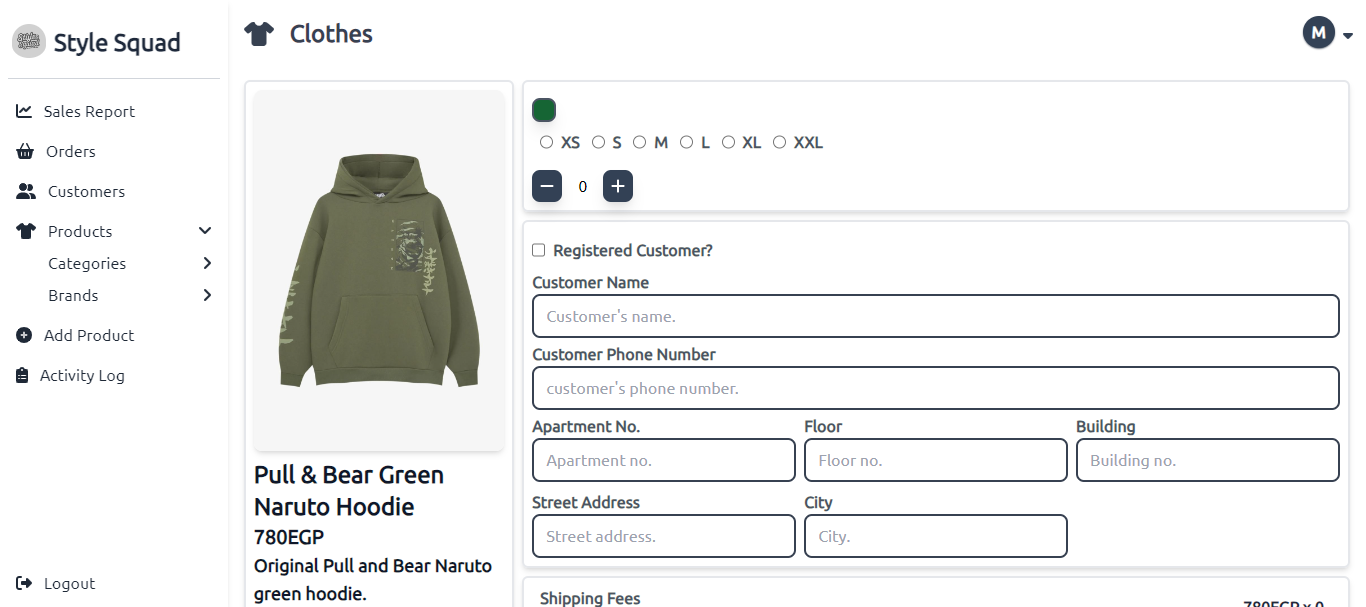 Style Squad
Sales Report
Orders
Customers
Products
Categories
Brands
Add Product
Activity Log
Logout
Clothes
M
Pull & Bear Green
Naruto Hoodie
780EGP
Original Pull and Bear Naruto
green hoodie.
XS S M L XL XXL
0
Registered Customer?
Customer Name
Customer's name.
Customer Phone Number
customer's phone number.
Apartment No. Floor Building
Apartment no. Floor no. Building no.
Street Address City
Street address. City.
Shipping Fees
780EGP x 0